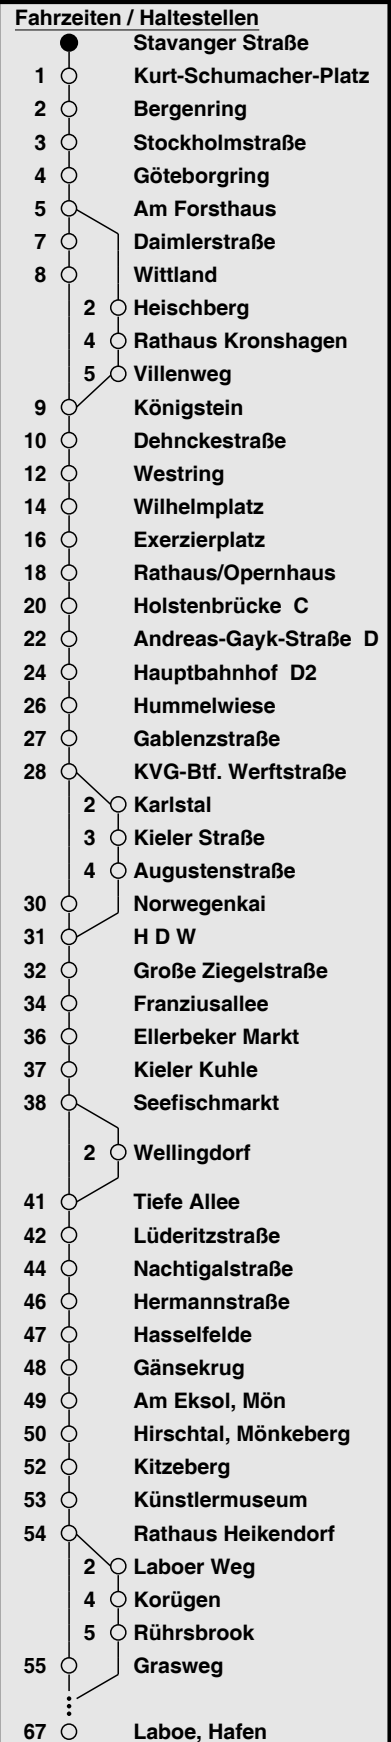 Fahrzeiten / Haltestellen
Stavanger Straße
1 Kurt-Schumacher-Platz
2 Bergenring
3 Stockholmstraße
4 Göteborgring
5 Am Forsthaus
7 Daimlerstraße
8 Wittland
2 Heischberg
4 Rathaus Kronshagen
5 Villenweg
9 Königstein
10 Dehnckestraße
12 Westring
14 Wilhelmplatz
16 Exerzierplatz
18 Rathaus/Opernhaus
20 Holstenbrücke C
22 Andreas-Gayk-Straße D
24 Hauptbahnhof D2
26 Hummelwiese
27 Gablenzstraße
28 KVG-Btf. Werftstraße
2 Karlstal
3 Kieler Straße
4 Augustenstraße
30 Norwegenkai
31 H D W
32 Große Ziegelstraße
34 Franziusallee
36 Ellerbeker Markt
37 Kieler Kuhle
38 Seefischmarkt
2 Wellingdorf
41 Tiefe Allee
42 Lüderitzstraße
44 Nachtigalstraße
46 Hermannstraße
47 Hasselfelde
48 Gänsekrug
49 Am Eksol, Mön
50 Hirschtal, Mönkeberg
52 Kitzeberg
53 Künstlermuseum
54 Rathaus Heikendorf
2 Laboer Weg
4 Korügen
5 Rührsbrook
55 Grasweg
67 Laboe, Hafen